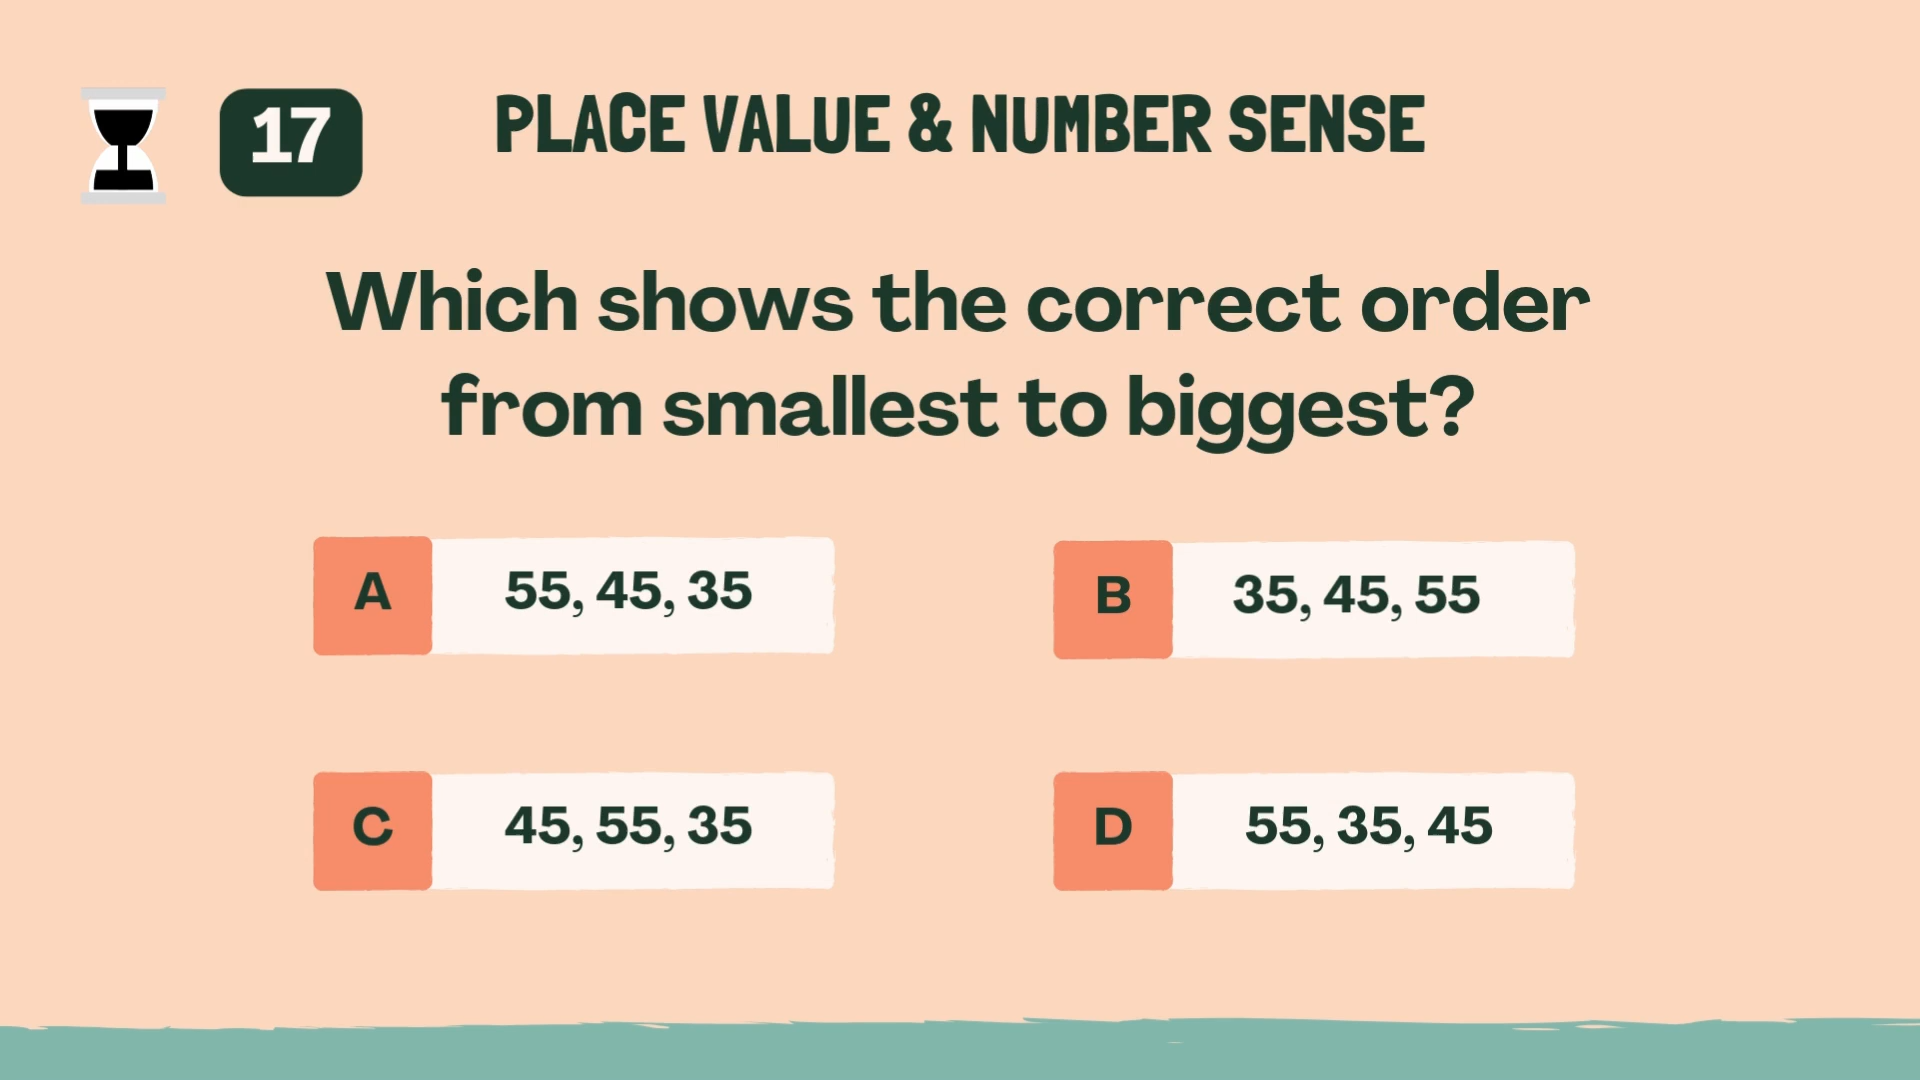 17
PLACE VALUE & NUMBER SENSE
Which shows the correct order
from smallest to biggest?
A 55, 45, 35
B 35, 45, 55
C 45, 55, 35
D 55, 35, 45